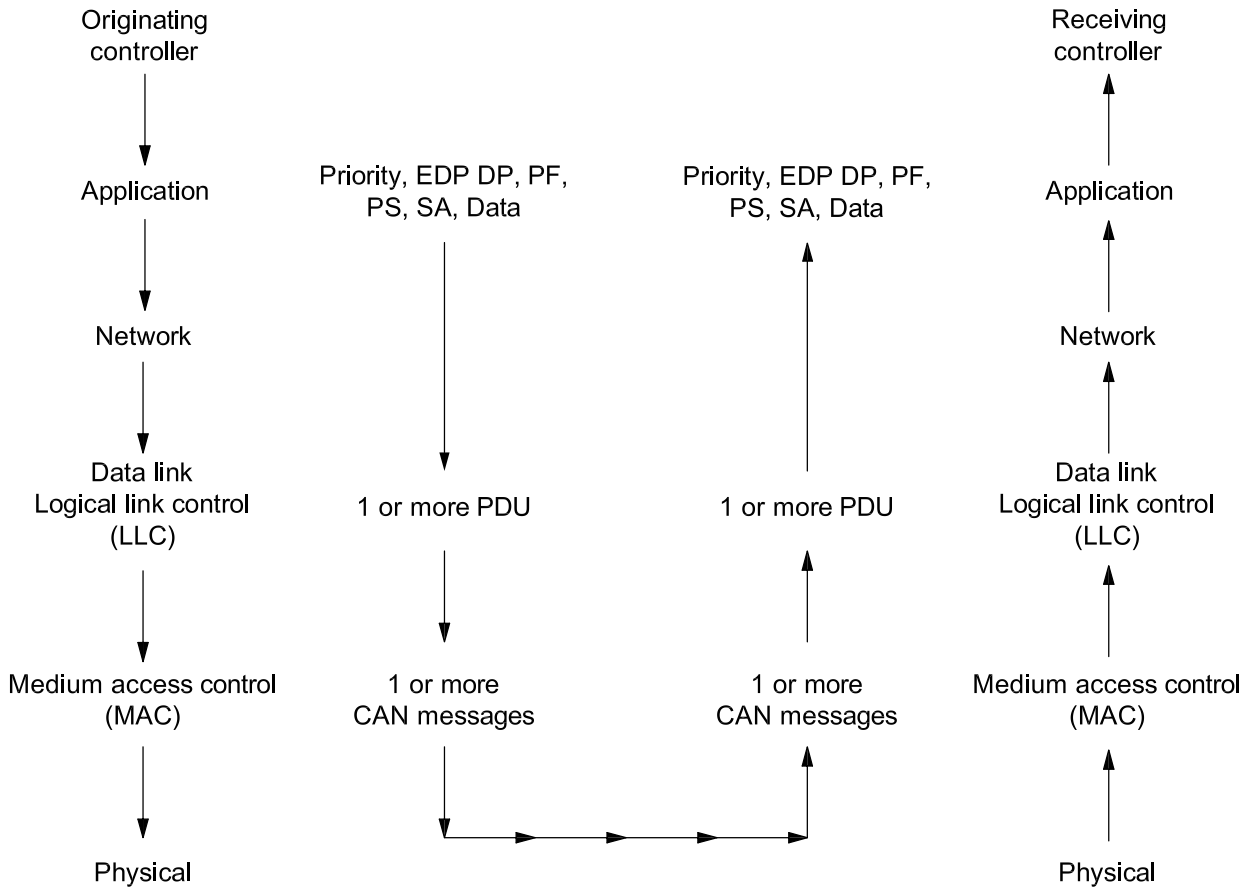 Originating
controller
Application
Network
Data link
Logical link control
(LLC)
Medium access control
(MAC)
Physical
Priority, EDP DP, PF,
PS, SA, Data
1 or more PDU
1 or more
CAN messages
Priority, EDP DP, PF,
PS, SA, Data
1 or more PDU
1 or more
CAN messages
Receiving
controller
Application
Network
Data link
Logical link control
(LLC)
Medium access control
(MAC)
Physical